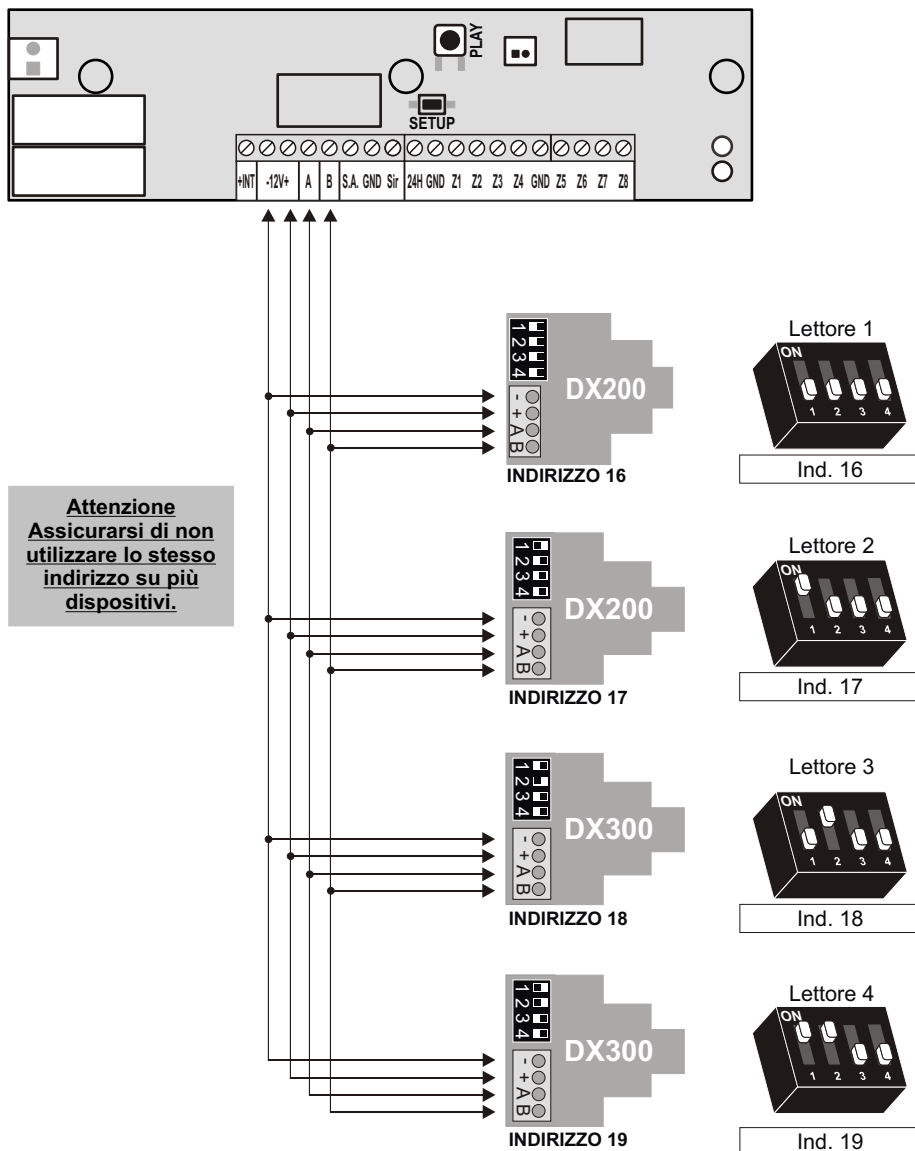 PLAY
SETUP
+INT -12V+ A B S.A. GND Sir 24H GND Z1 Z2 Z3 Z4 GND Z5 Z6 Z7 Z8
Attenzione
Assicurarsi di non
utilizzare lo stesso
indirizzo su più
dispositivi.
1 2 3 4
DX200
- + A B
INDIRIZZO 16
Lettore 1
ON
1 2 3 4
Ind. 16
1 2 3 4
DX200
- + A B
INDIRIZZO 17
Lettore 2
ON
1 2 3 4
Ind. 17
1 2 3 4
DX300
- + A B
INDIRIZZO 18
Lettore 3
ON
1 2 3 4
Ind. 18
1 2 3 4
DX300
- + A B
INDIRIZZO 19
Lettore 4
ON
1 2 3 4
Ind. 19